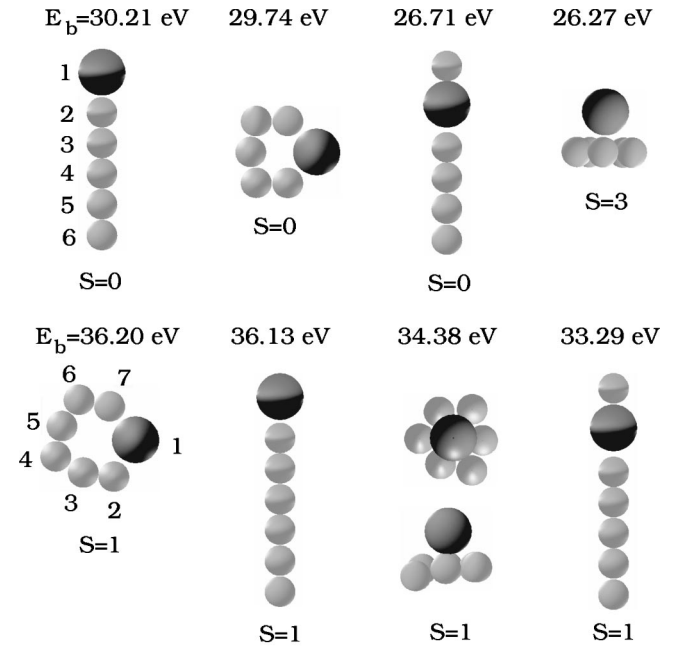 E_b=30.21 eV 29.74 eV 26.71 eV 26.27 eV
1
2
3
4
5
6
S=0
S=0
S=0
S=3
E_b=36.20 eV 36.13 eV 34.38 eV 33.29 eV
6 7
5
4
1
3 2
S=1
S=1
S=1
S=1